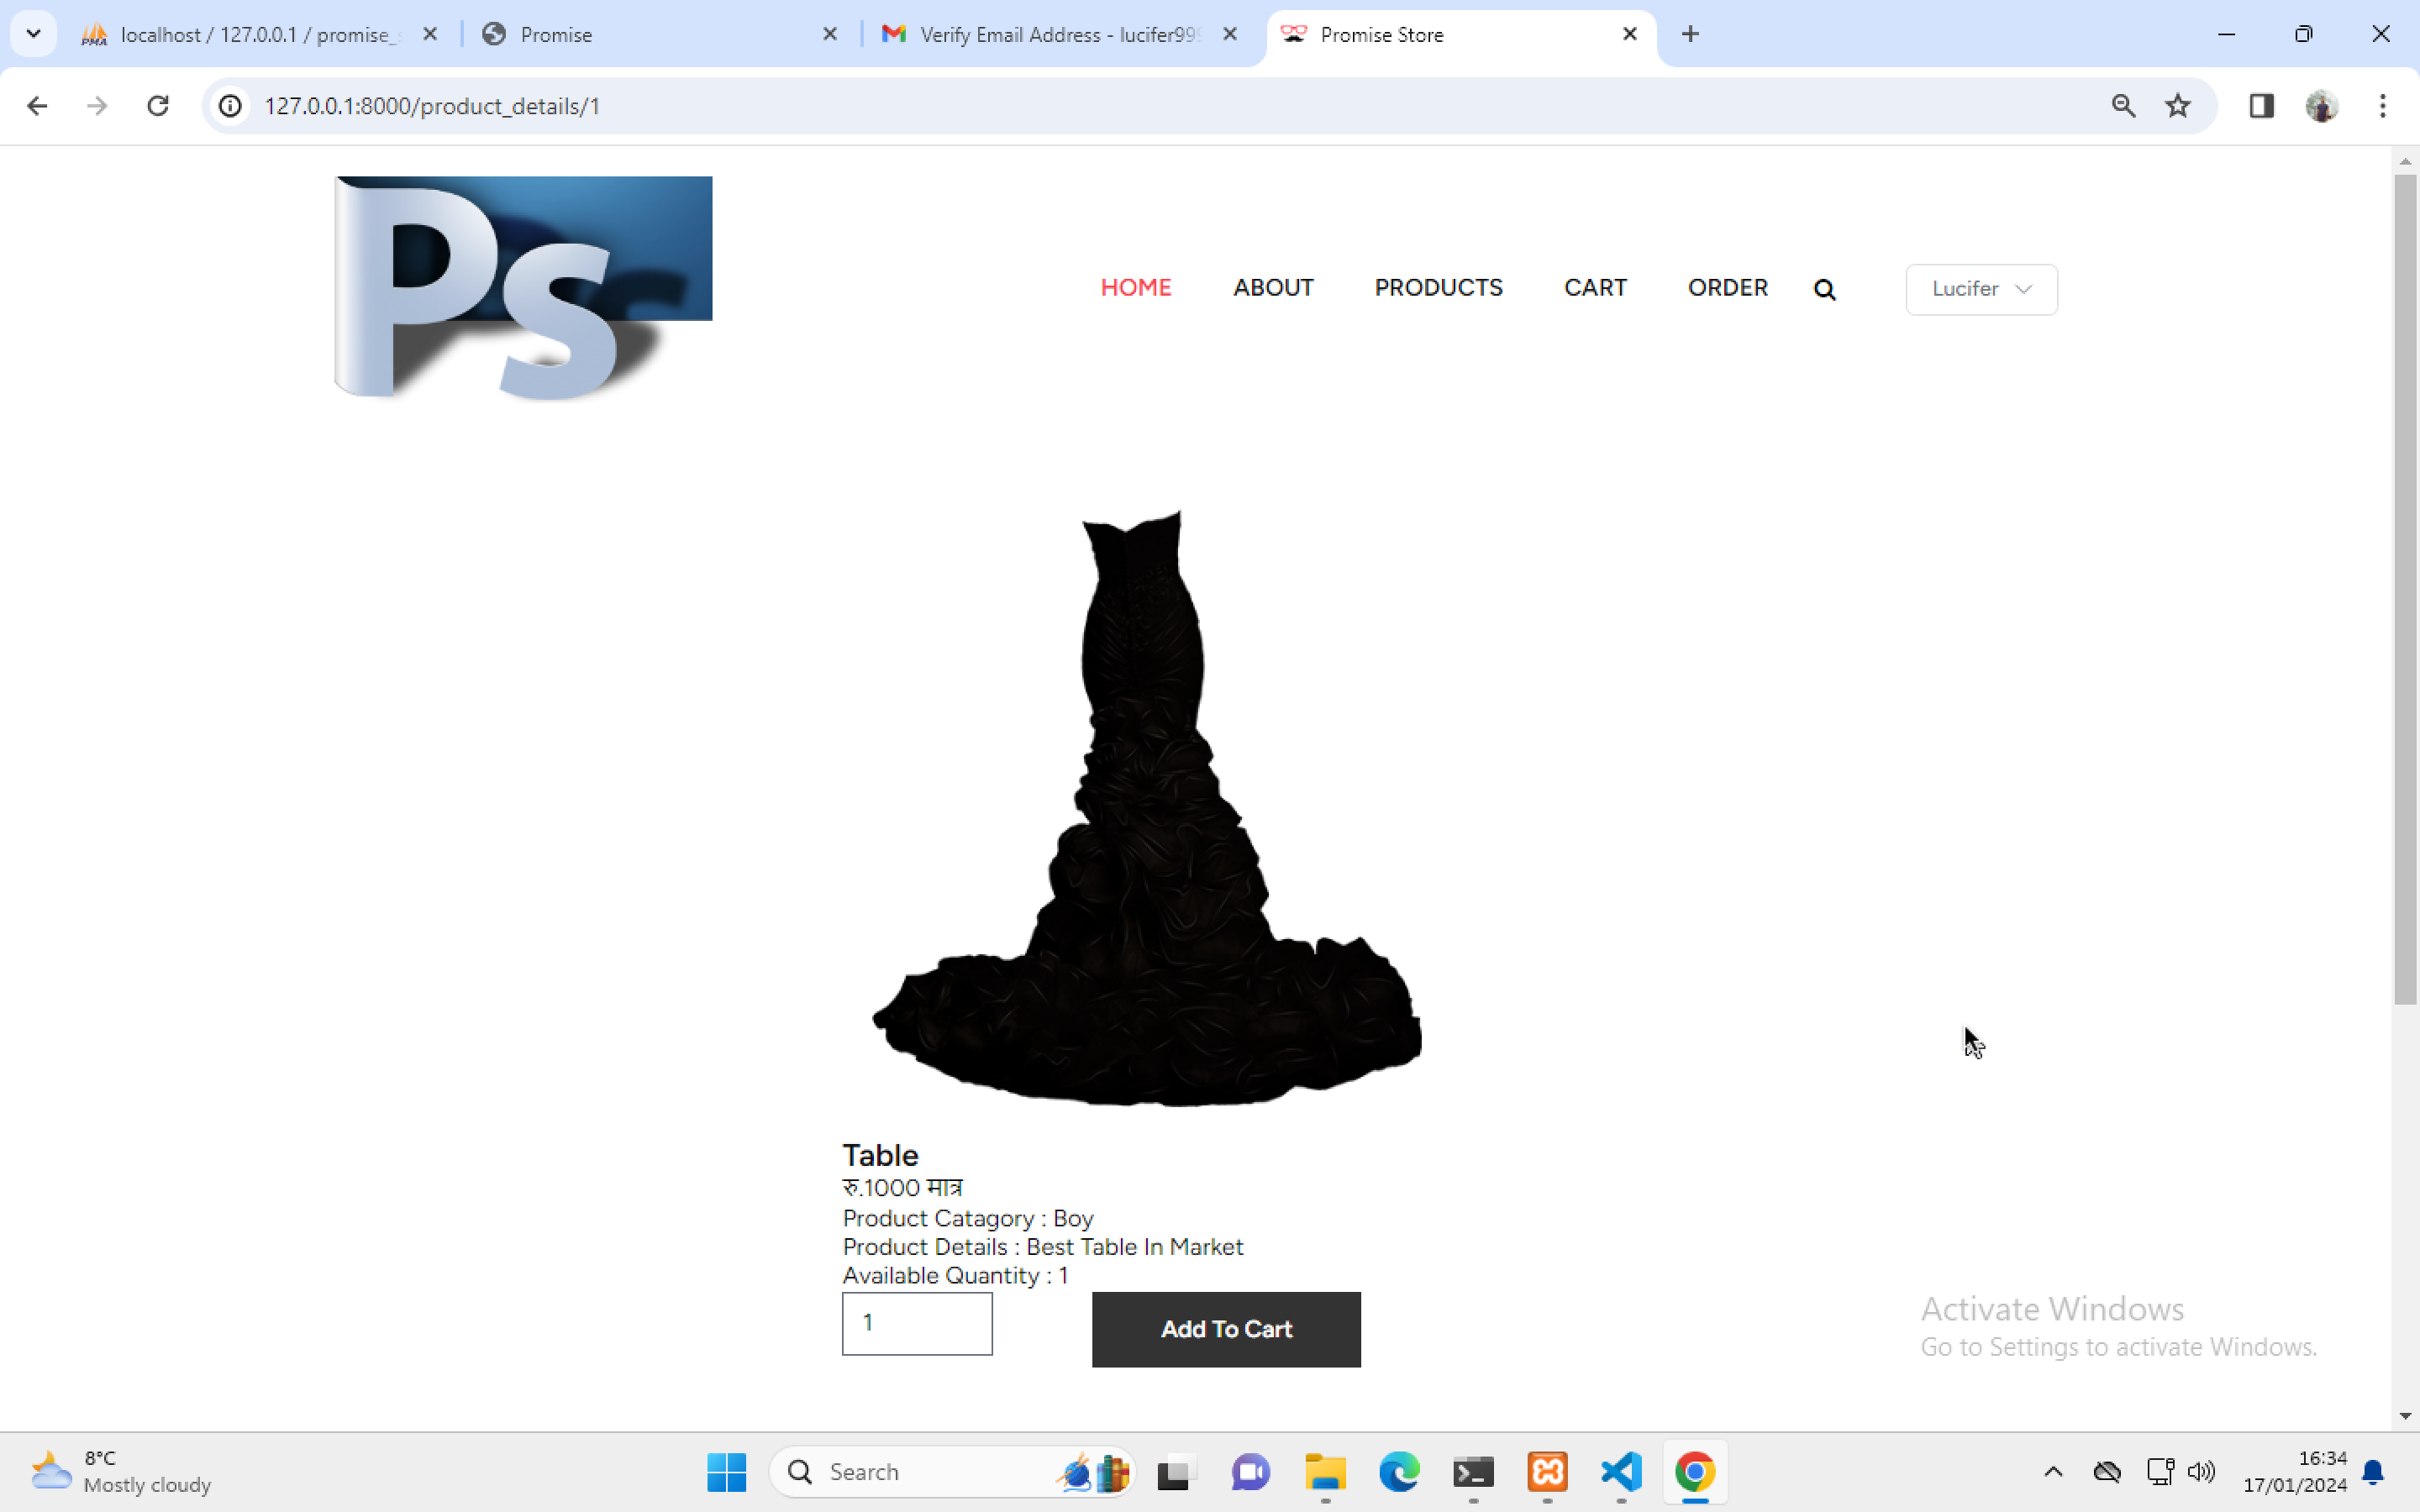 localhost / 127.0.0.1 / promise_s
Promise
Verify Email Address - lucifer999
Promise Store
127.0.0.1:8000/product_details/1
Ps
HOME
ABOUT
PRODUCTS
CART
ORDER
Lucifer
Table
रु.1000 मात्र
Product Catagory : Boy
Product Details : Best Table In Market
Available Quantity : 1
1
Add To Cart
Activate Windows
Go to Settings to activate Windows.
8°C
Mostly cloudy
Search
16:34
17/01/2024